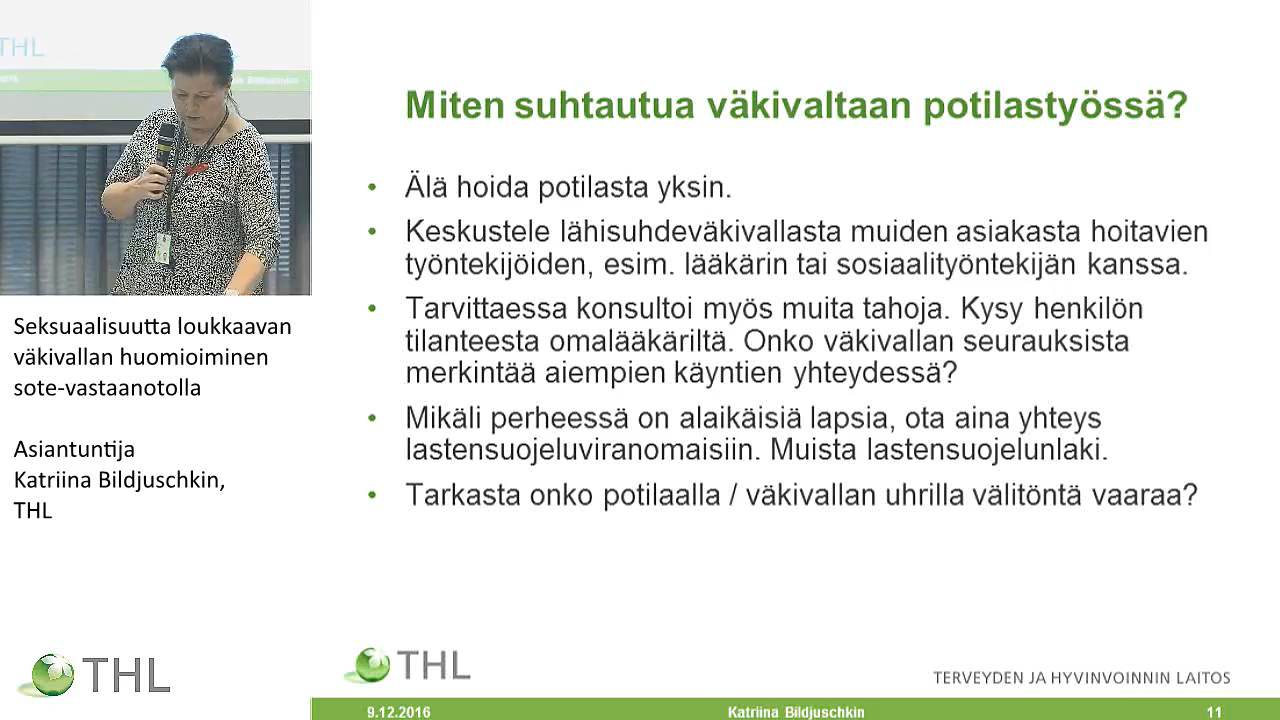 THL
Seksuaalisuutta loukkaavan
väkivallan huomioiminen
sote-vastaanotolla
Asiantuntija
Katriina Bildjuschkin,
THL
THL
Miten suhtautua väkivaltaan potilastyössä?
• Älä hoida potilasta yksin.
• Keskustele lähisuhdeväkivallasta muiden asiakasta hoitavien
työntekijöiden, esim. lääkärin tai sosiaalityöntekijän kanssa.
• Tarvittaessa konsultoi myös muita tahoja. Kysy henkilön
tilanteesta omalääkäriltä. Onko väkivallan seurauksista
merkintää aiempien käyntien yhteydessä?
• Mikäli perheessä on alaikäisiä lapsia, ota aina yhteys
lastensuojeluviranomaisiin. Muista lastensuojelunlaki.
• Tarkasta onko potilaalla / väkivallan uhrilla välitöntä vaaraa?
THL
TERVEYDEN JA HYVINVOINNIN LAITOS
9.12.2016 Katriina Bildjuschkin 11